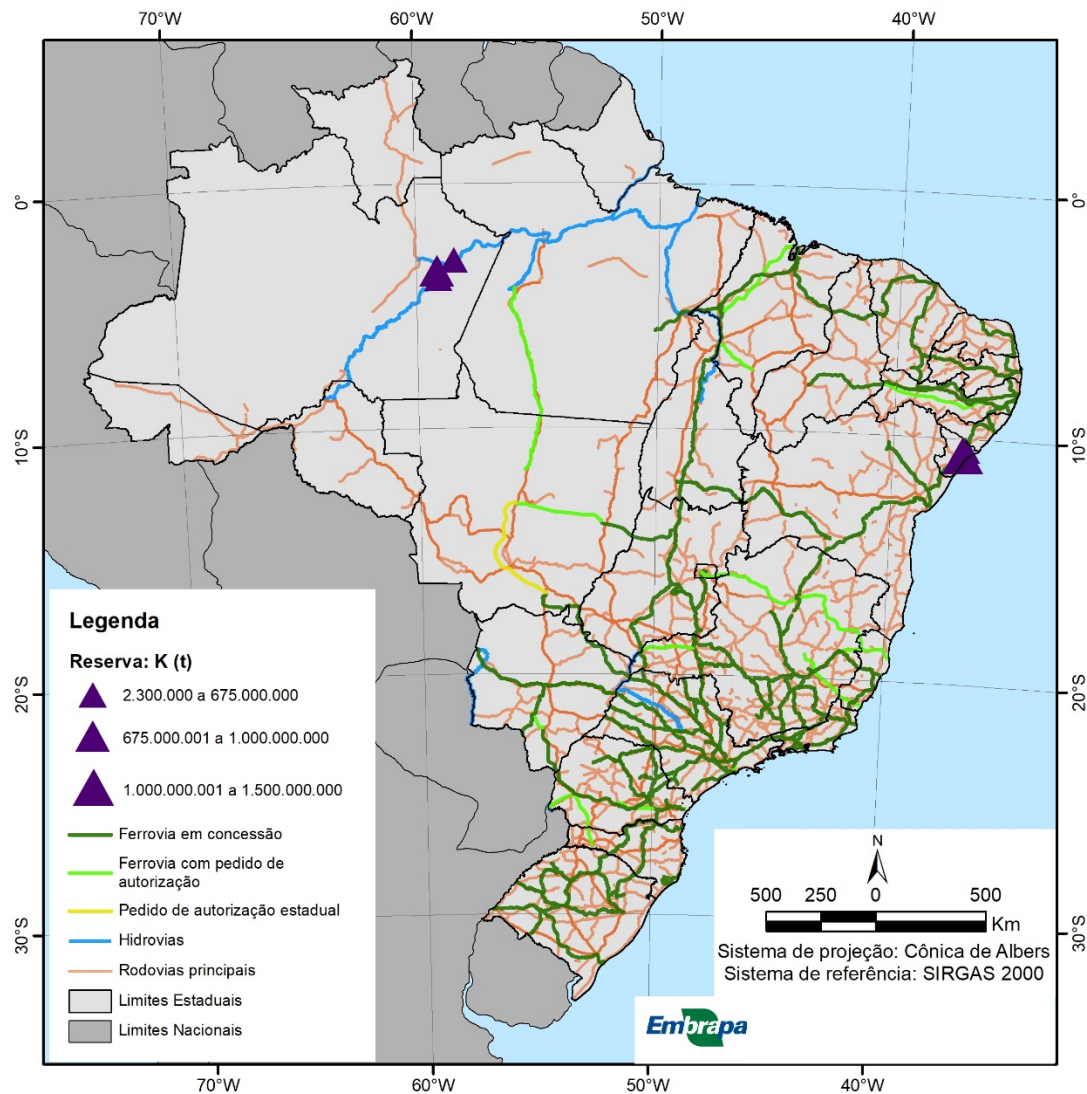 70°W 60°W 50°W 40°W
0° 0°
10°S 10°S
20°S 20°S
30°S 30°S
Legenda
Reserva: K (t)
2.300.000 a 675.000.000
675.000.001 a 1.000.000.000
1.000.000.001 a 1.500.000.000
Ferrovia em concessão
Ferrovia com pedido de
autorização
Pedido de autorização estadual
Hidrovias
Rodovias principais
Limites Estaduais
Limites Nacionais
N
500 250 0 500
Km
Sistema de projeção: Cônica de Albers
Sistema de referência: SIRGAS 2000
Embrapa
70°W 60°W 50°W 40°W